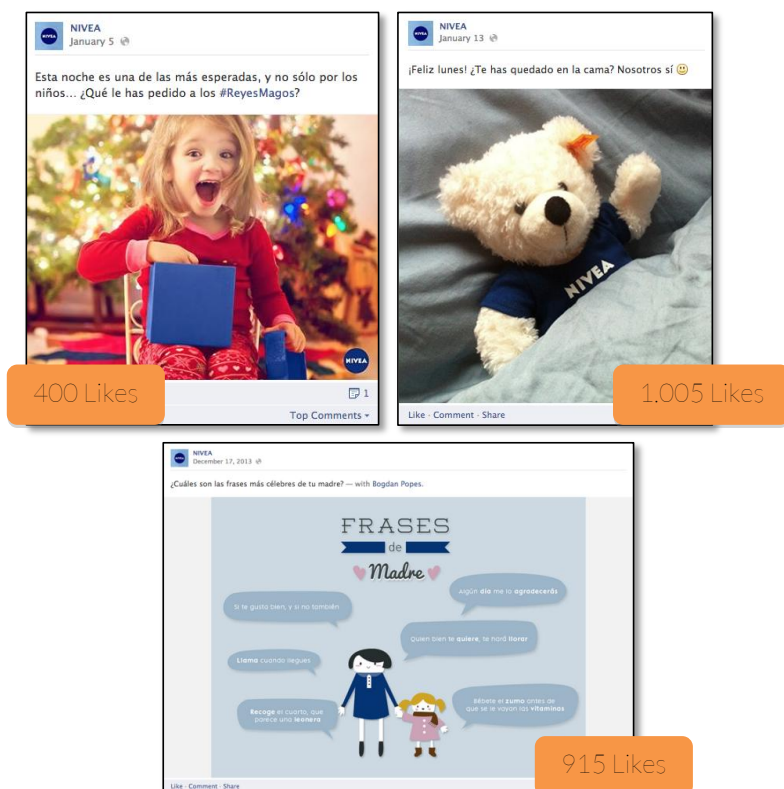 NIVEA
January 5
Esta noche es una de las más esperadas, y no sólo por los
niños... ¿Qué le has pedido a los #ReyesMagos?
NIVEA
400 Likes
1
Top Comments
NIVEA
NIVEA
January 13
¡Feliz lunes! ¿Te has quedado en la cama? Nosotros sí
NIVEA
Like · Comment · Share
1.005 Likes
NIVEA
December 17, 2013
¿Cuáles son las frases más célebres de tu madre? — with Bogdan Popes.
FRASES
de
Madre
Si te gusta bien, y si no también
Algún día me lo agradecerás
Quien bien te quiere, te hará llorar
Llama cuando llegues
Recoge el cuarto, que
parece una leonera
Bébete el zumo antes de
que se le vayan las vitaminas
915 Likes
Like · Comment · Share